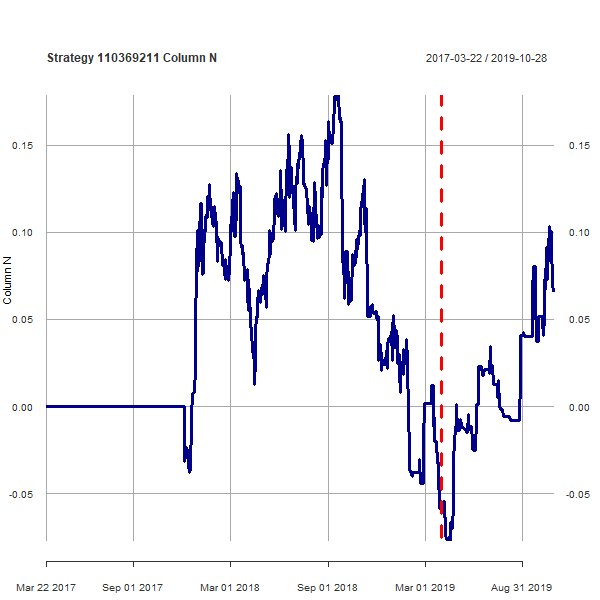 Strategy 110369211 Column N
2017-03-22 / 2019-10-28
0.15 0.15
0.10 0.10
0.05 0.05
0.00 0.00
-0.05 -0.05
Column N
Mar 22 2017 Sep 01 2017 Mar 01 2018 Sep 01 2018 Mar 01 2019 Aug 31 2019